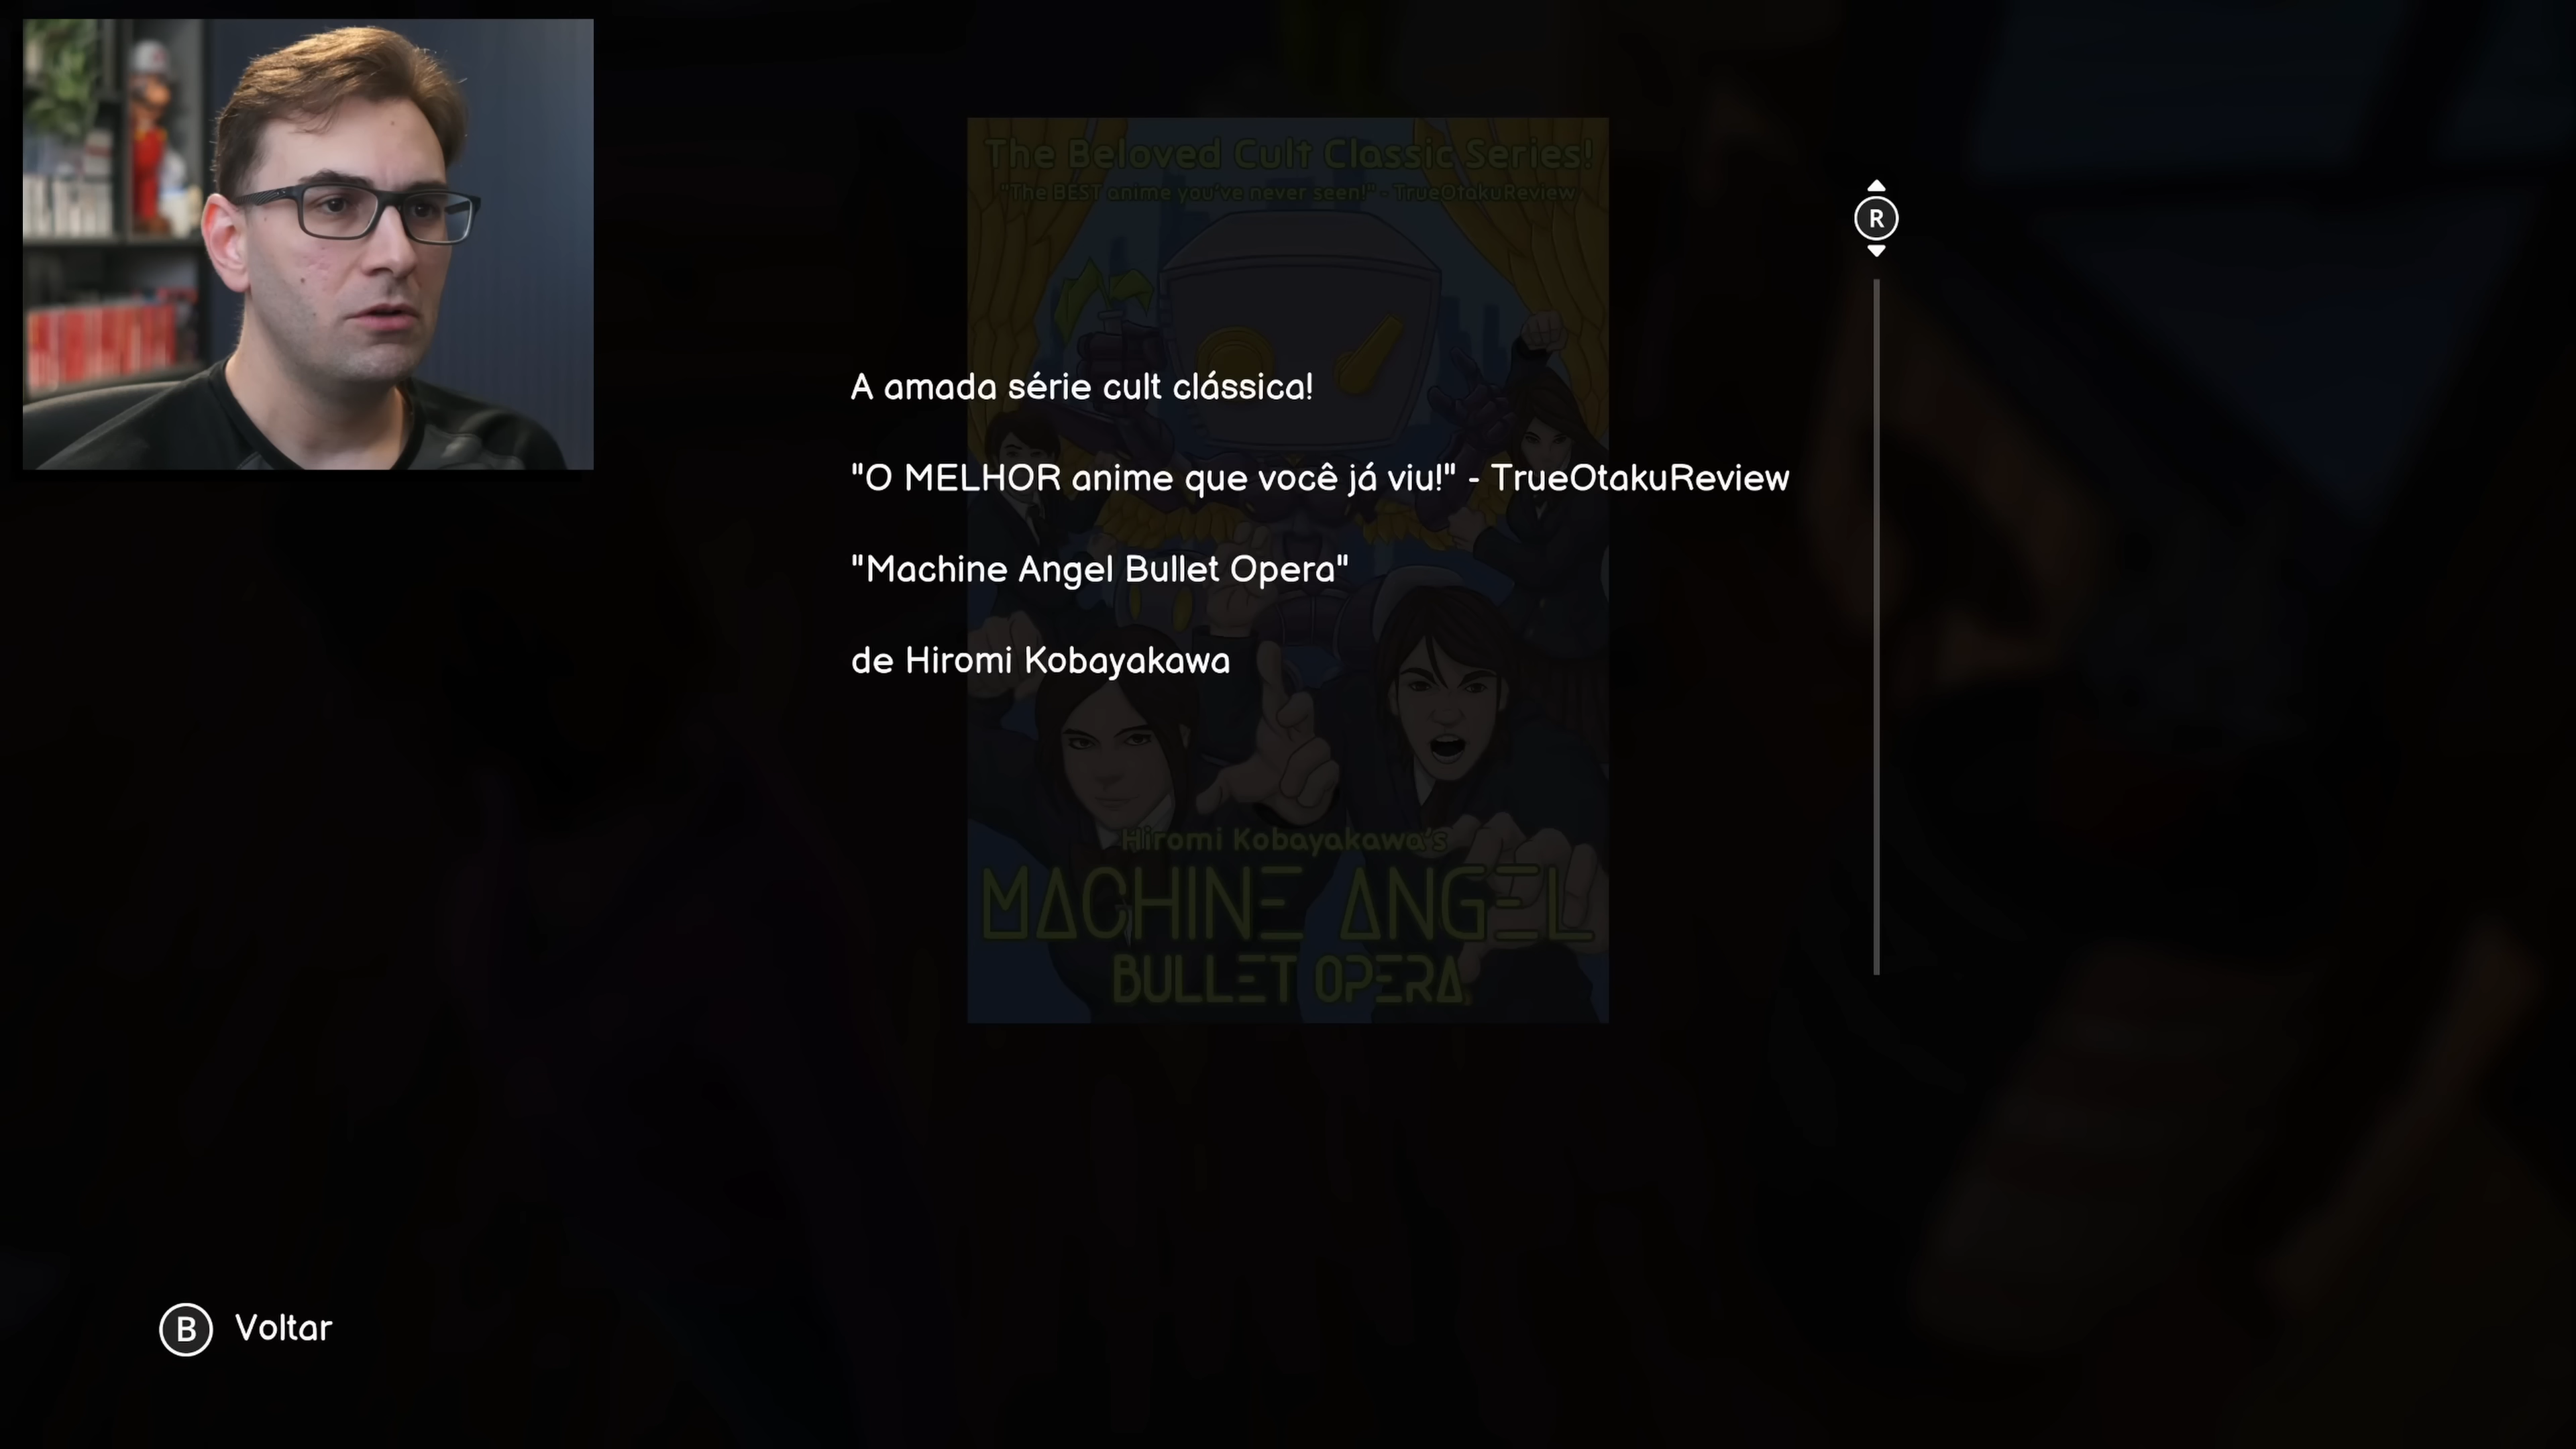 The Beloved Cult Classic Series!
"The BEST anime you've never seen!" - TrueOtakuReview
R
A amada série cult clássica!
"O MELHOR anime que você já viu!" - TrueOtakuReview
"Machine Angel Bullet Opera"
de Hiromi Kobayakawa
Hiromi Kobayakawa's
MACHINE ANGEL
BULLET OPERA
B Voltar